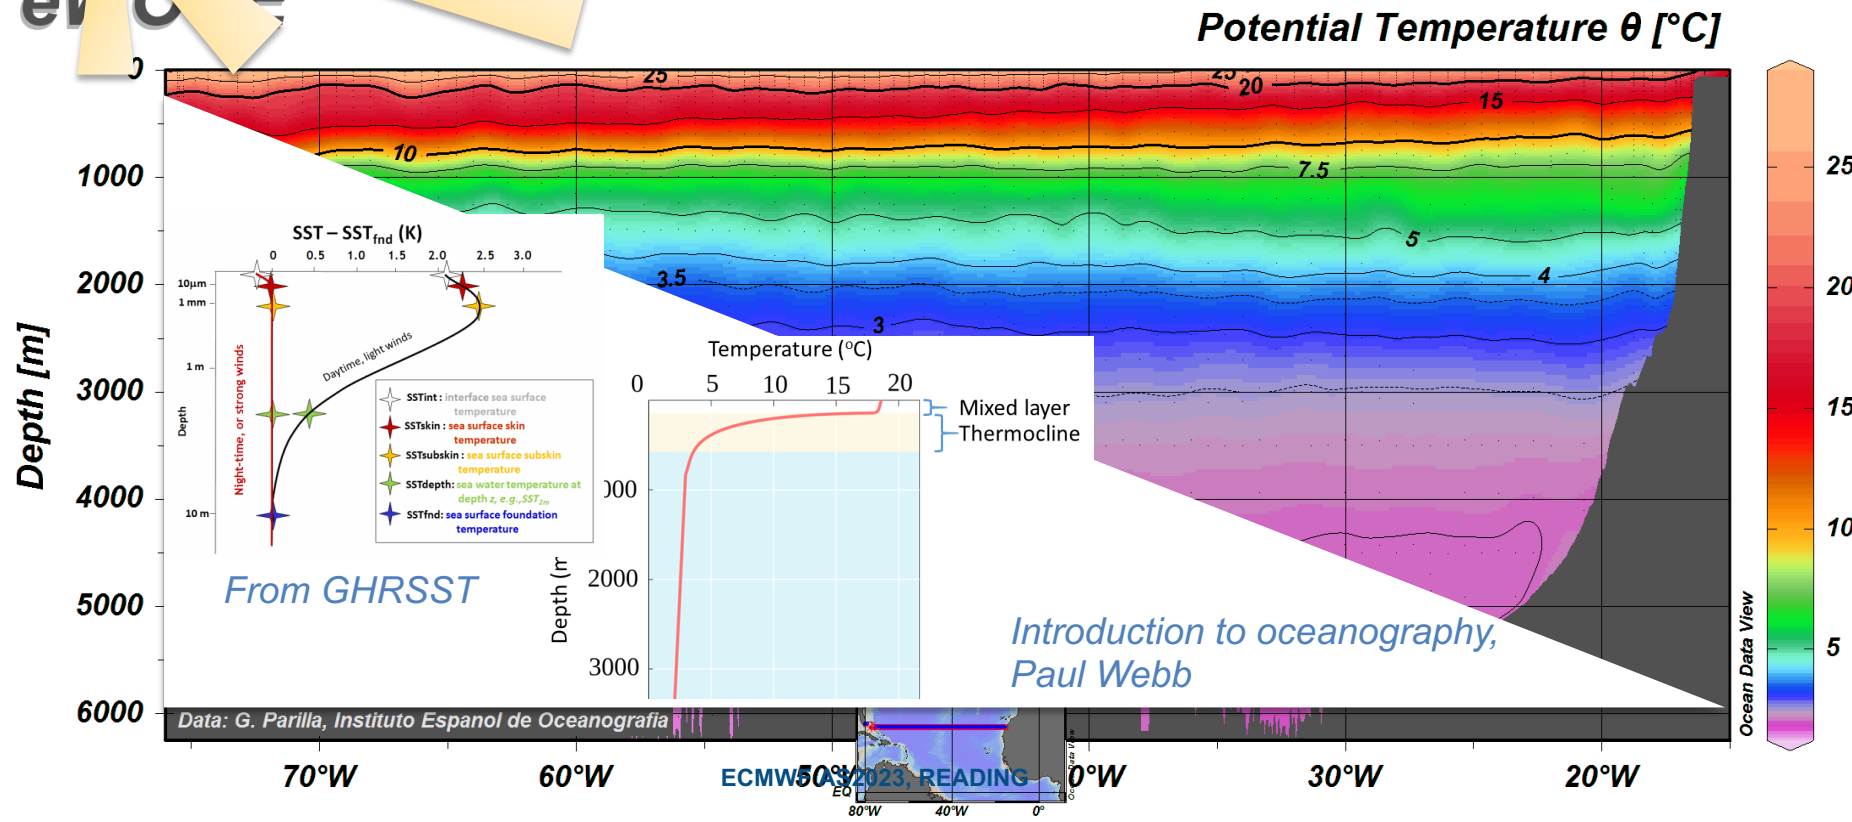 Potential Temperature θ [°C]
0
1000
2000
3000
4000
5000
6000
Depth [m]
25
20
15
10
7.5
5
4
3.5
3
25
20
15
10
5
Ocean Data View
SST – SSTfnd (K)
0 0.5 1.0 1.5 2.0 2.5 3.0
10μm
1 mm
1 m
10 m
Depth
Night-time, or strong winds
Daytime, light winds
SSTint : interface sea surface
temperature
SSTskin : sea surface skin
temperature
SSTsubskin : sea surface subskin
temperature
SSTdepth: sea water temperature at
depth z, e.g.,SST2m
SSTfnd: sea surface foundation
temperature
From GHRSST
Temperature (°C)
0 5 10 15 20
Mixed layer
Thermocline
2000
3000
Depth (m
Introduction to oceanography,
Paul Webb
Data: G. Parilla, Instituto Espanol de Oceanografia
70°W 60°W 30°W 20°W
ECMWF AS2023, READING
EQ
80°W 40°W 0°